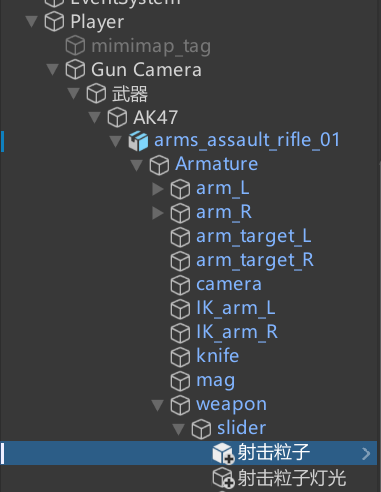 EventSystem
Player
mimimap_tag
Gun Camera
武器
AK47
arms_assault_rifle_01
Armature
arm_L
arm_R
arm_target_L
arm_target_R
camera
IK_arm_L
IK_arm_R
knife
mag
weapon
slider
射击粒子
射击粒子灯光